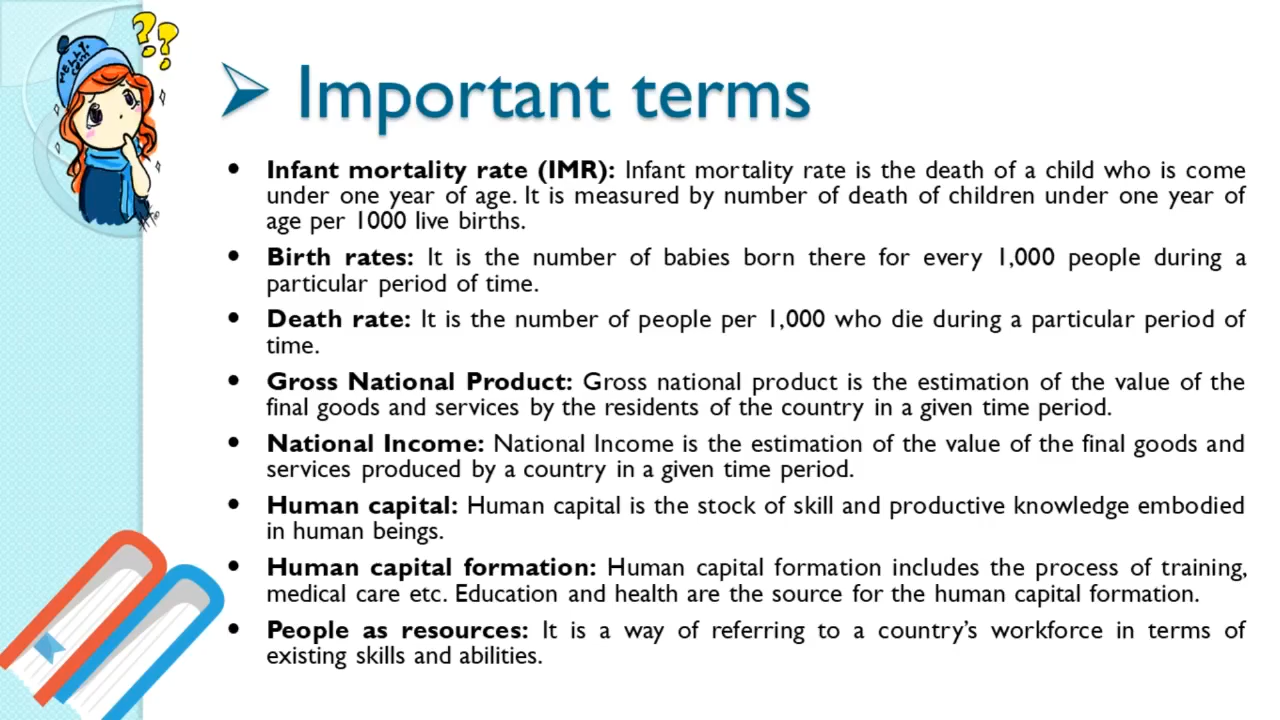 MELLY.
COM
??
➢ Important terms
• Infant mortality rate (IMR): Infant mortality rate is the death of a child who is come
under one year of age. It is measured by number of death of children under one year of
age per 1000 live births.
• Birth rates: It is the number of babies born there for every 1,000 people during a
particular period of time.
• Death rate: It is the number of people per 1,000 who die during a particular period of
time.
• Gross National Product: Gross national product is the estimation of the value of the
final goods and services by the residents of the country in a given time period.
• National Income: National Income is the estimation of the value of the final goods and
services produced by a country in a given time period.
• Human capital: Human capital is the stock of skill and productive knowledge embodied
in human beings.
• Human capital formation: Human capital formation includes the process of training,
medical care etc. Education and health are the source for the human capital formation.
• People as resources: It is a way of referring to a country's workforce in terms of
existing skills and abilities.